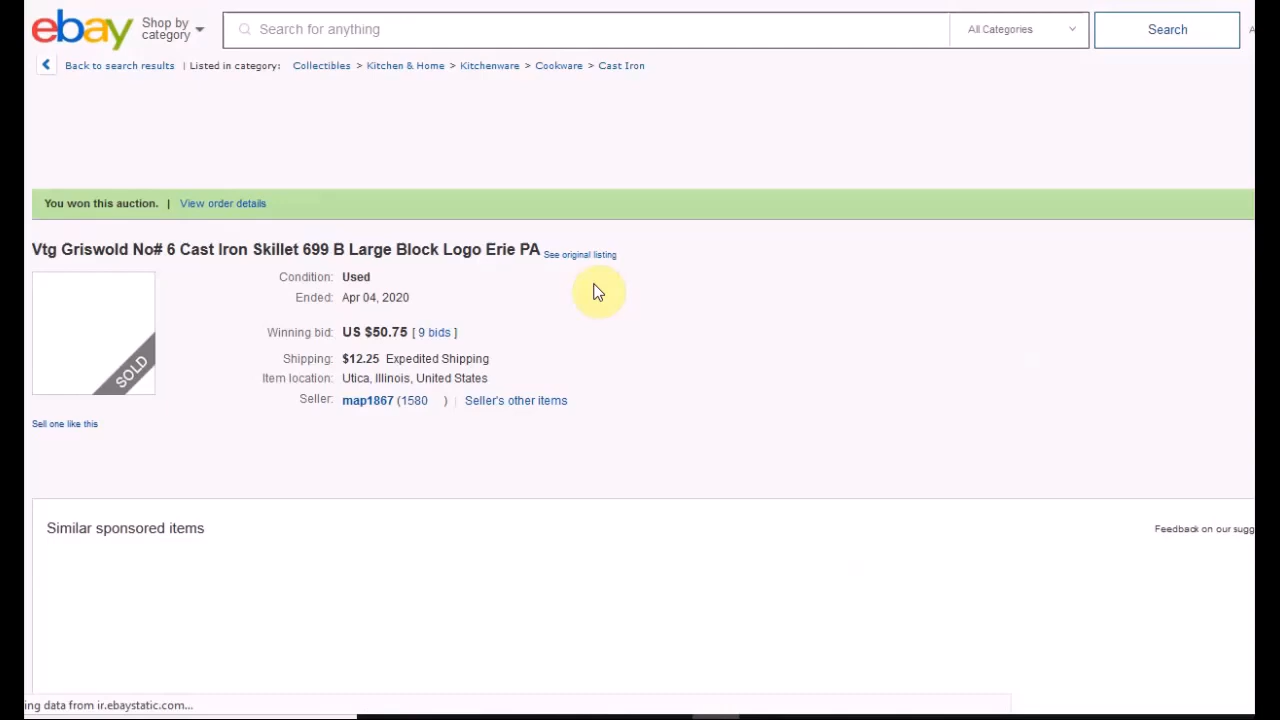 ebay
Shop by
category
Search for anything
All Categories
Search
A
Back to search results | Listed in category: Collectibles > Kitchen & Home > Kitchenware > Cookware > Cast Iron
You won this auction. | View order details
Vtg Griswold No# 6 Cast Iron Skillet 699 B Large Block Logo Erie PA See original listing
Condition: Used
Ended: Apr 04, 2020
Winning bid: US $50.75 [ 9 bids ]
Shipping: $12.25 Expedited Shipping
Item location: Utica, Illinois, United States
Seller: map1867 (1580 ) | Seller's other items
SOLD
Sell one like this
Similar sponsored items
Feedback on our sugg
ing data from ir.ebaystatic.com...